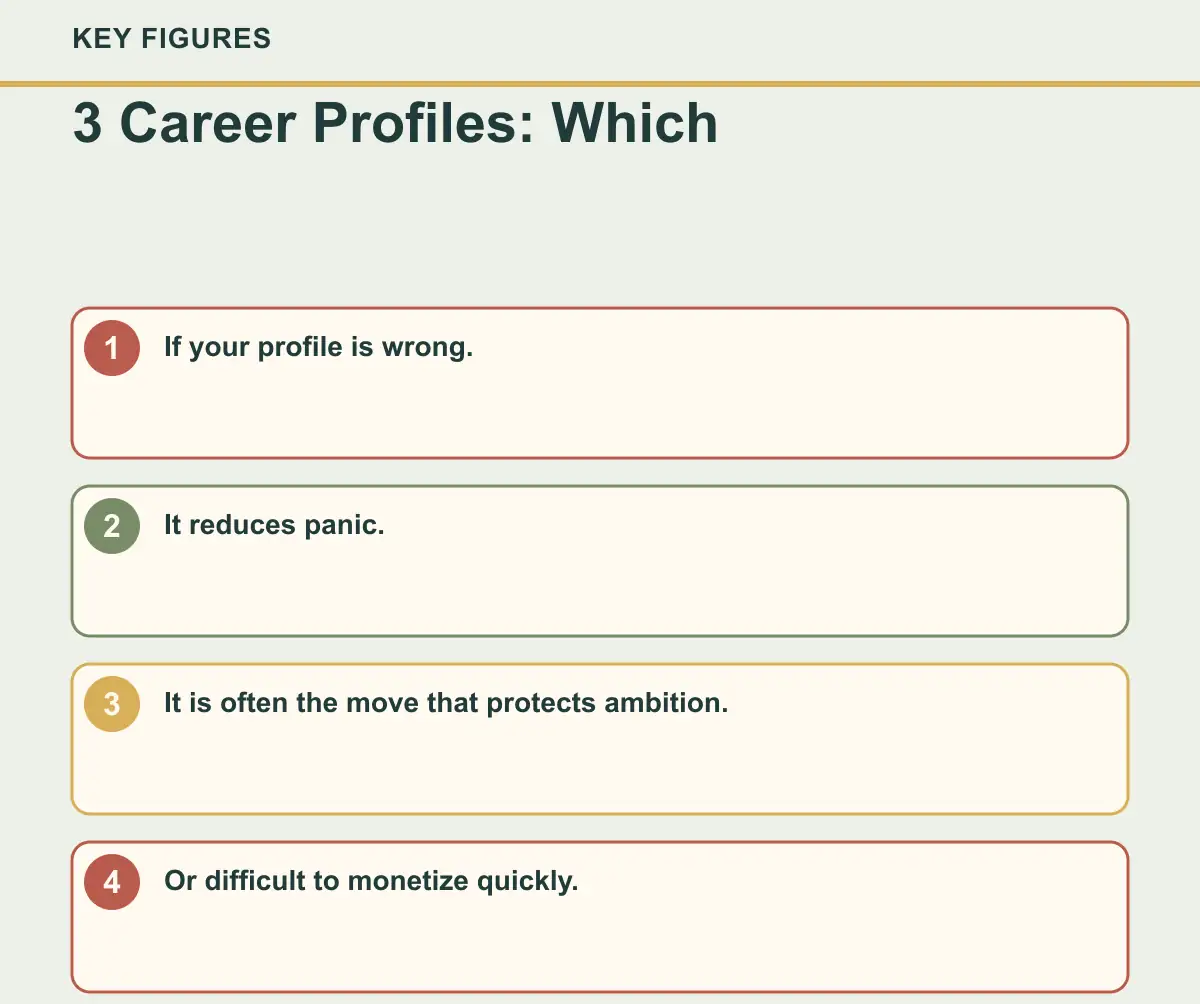 KEY FIGURES
3 Career Profiles: Which
1 If your profile is wrong.
2 It reduces panic.
3 It is often the move that protects ambition.
4 Or difficult to monetize quickly.